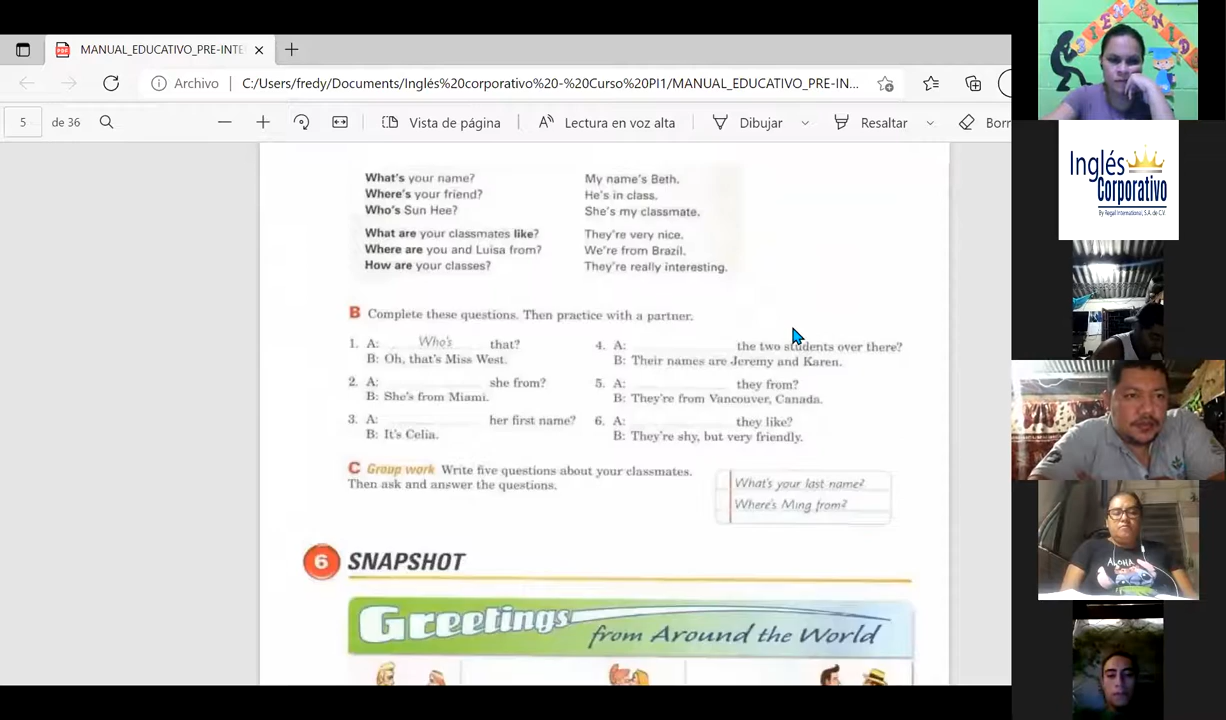 MANUAL_EDUCATIVO_PRE-INTE
Archivo
C:/Users/fredy/Documents/Inglés%20corporativo%20-%20Curso%20PI1/MANUAL_EDUCATIVO_PRE-IN...
5 de 36
Vista de página
Lectura en voz alta
Dibujar
Resaltar
Borr
What's your name? My name's Beth.
Where's your friend? He's in class.
Who's Sun Hee? She's my classmate.
What are your classmates like? They're very nice.
Where are you and Luisa from? We're from Brazil.
How are your classes? They're really interesting.
B Complete these questions. Then practice with a partner.
1. A: Who's that?
B: Oh, that's Miss West.
2. A: she from?
B: She's from Miami.
3. A: her first name?
B: It's Celia.
4. A: the two students over there?
B: Their names are Jeremy and Karen.
5. A: they from?
B: They're from Vancouver, Canada.
6. A: they like?
B: They're shy, but very friendly.
C Group work Write five questions about your classmates.
Then ask and answer the questions.
What's your last name?
Where's Ming from?
6 SNAPSHOT
Greetings
from Around the World
Inglés
Corporativo
By Regal International, S.A. de C.V.
ALOHA